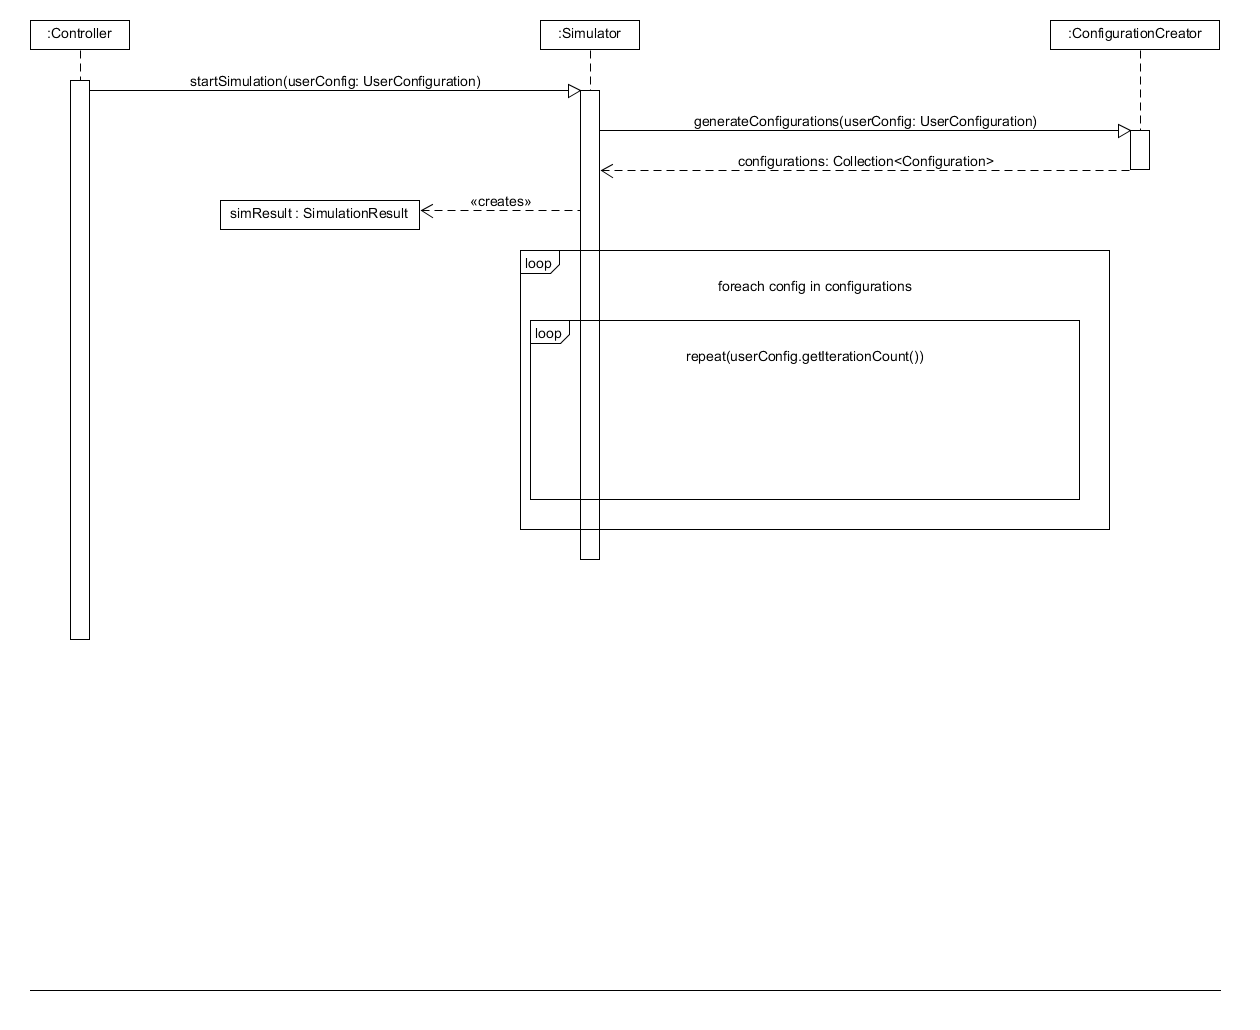 :Controller
:Simulator
:ConfigurationCreator
startSimulation(userConfig: UserConfiguration)
generateConfigurations(userConfig: UserConfiguration)
configurations: Collection<Configuration>
«creates»
simResult : SimulationResult
loop
foreach config in configurations
loop
repeat(userConfig.getIterationCount())